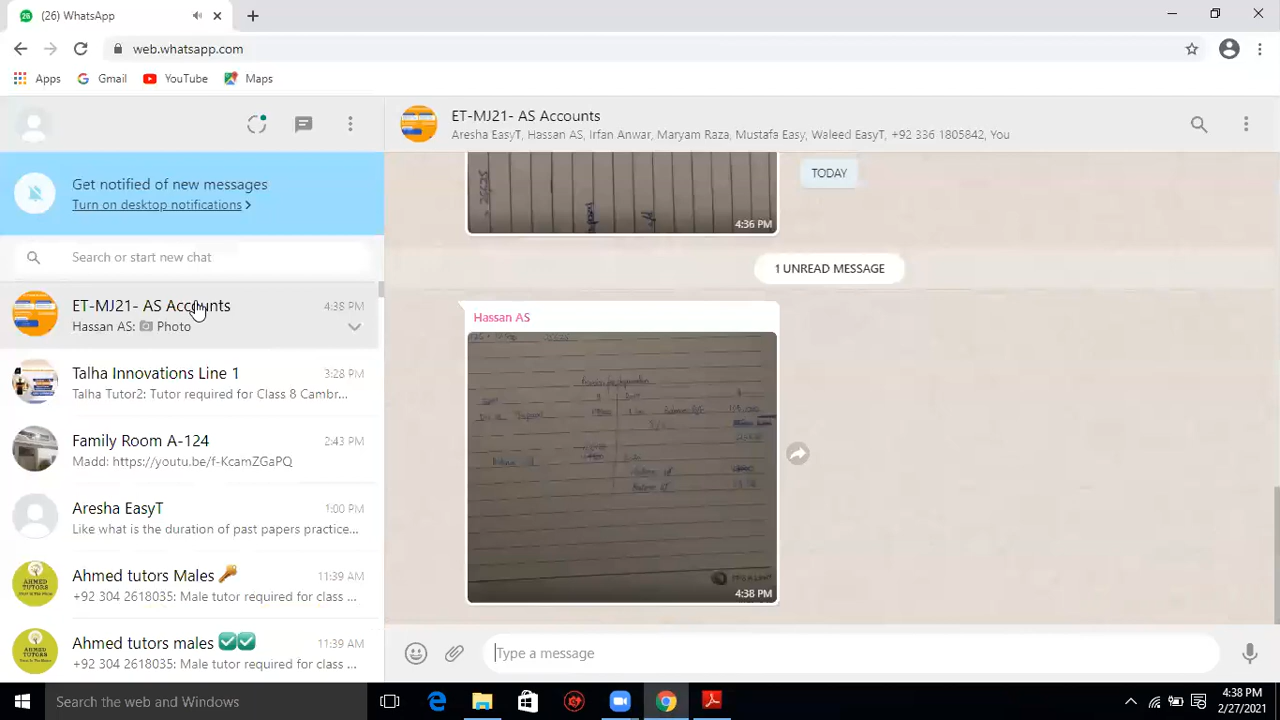 (26) WhatsApp
web.whatsapp.com
Apps Gmail YouTube Maps
ET-MJ21- AS Accounts
Aresha EasyT, Hassan AS, Irfan Anwar, Maryam Raza, Mustafa Easy, Waleed EasyT, +92 336 1805842, You
Get notified of new messages
Turn on desktop notifications >
Search or start new chat
ET-MJ21- AS Accounts 4:38 PM
Hassan AS: Photo
Talha Innovations Line 1 3:28 PM
Talha Tutor2: Tutor required for Class 8 Cambr...
Family Room A-124 2:43 PM
Madd: https://youtu.be/f-KcamZGaPQ
Aresha EasyT 1:00 PM
Like what is the duration of past papers practice...
Ahmed tutors Males 11:39 AM
+92 304 2618035: Male tutor required for class ...
Ahmed tutors males 11:39 AM
+92 304 2618035: Male tutor required for class ...
TODAY
4:36 PM
1 UNREAD MESSAGE
Hassan AS
4:38 PM
Type a message
Search the web and Windows
4:38 PM
2/27/2021